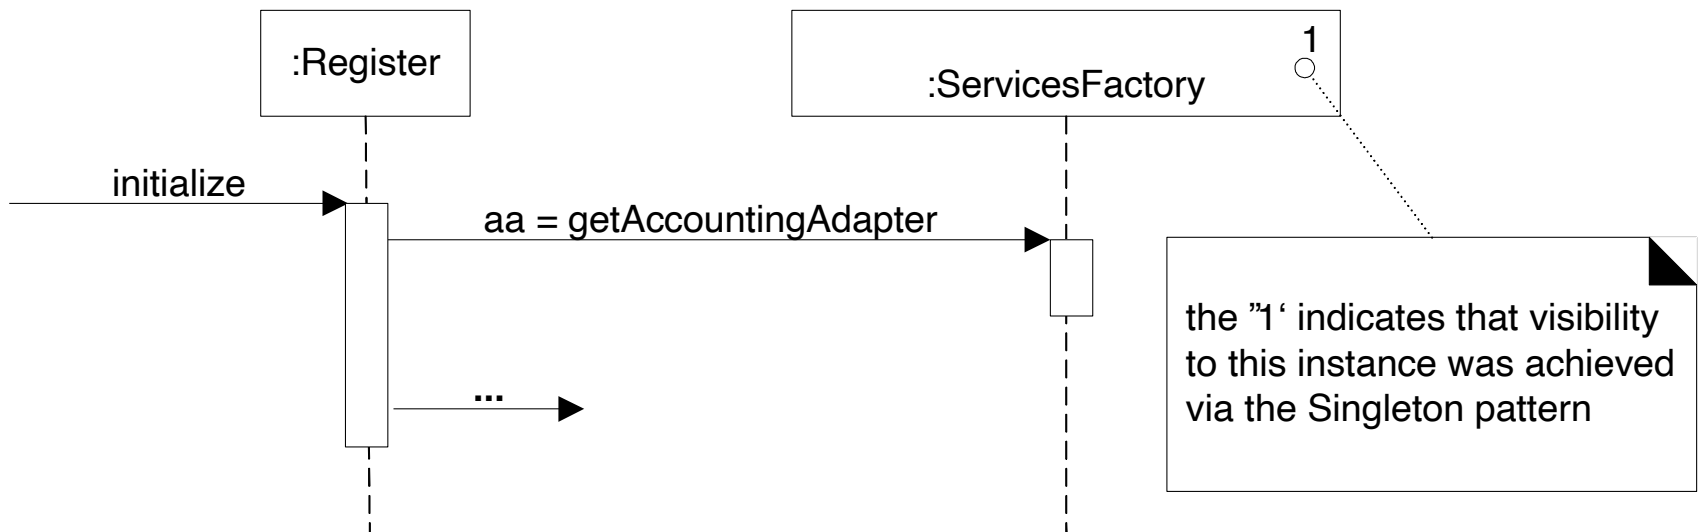 :Register
1
:ServicesFactory
initialize
aa = getAccountingAdapter
...
the ”1‘ indicates that visibility
to this instance was achieved
via the Singleton pattern